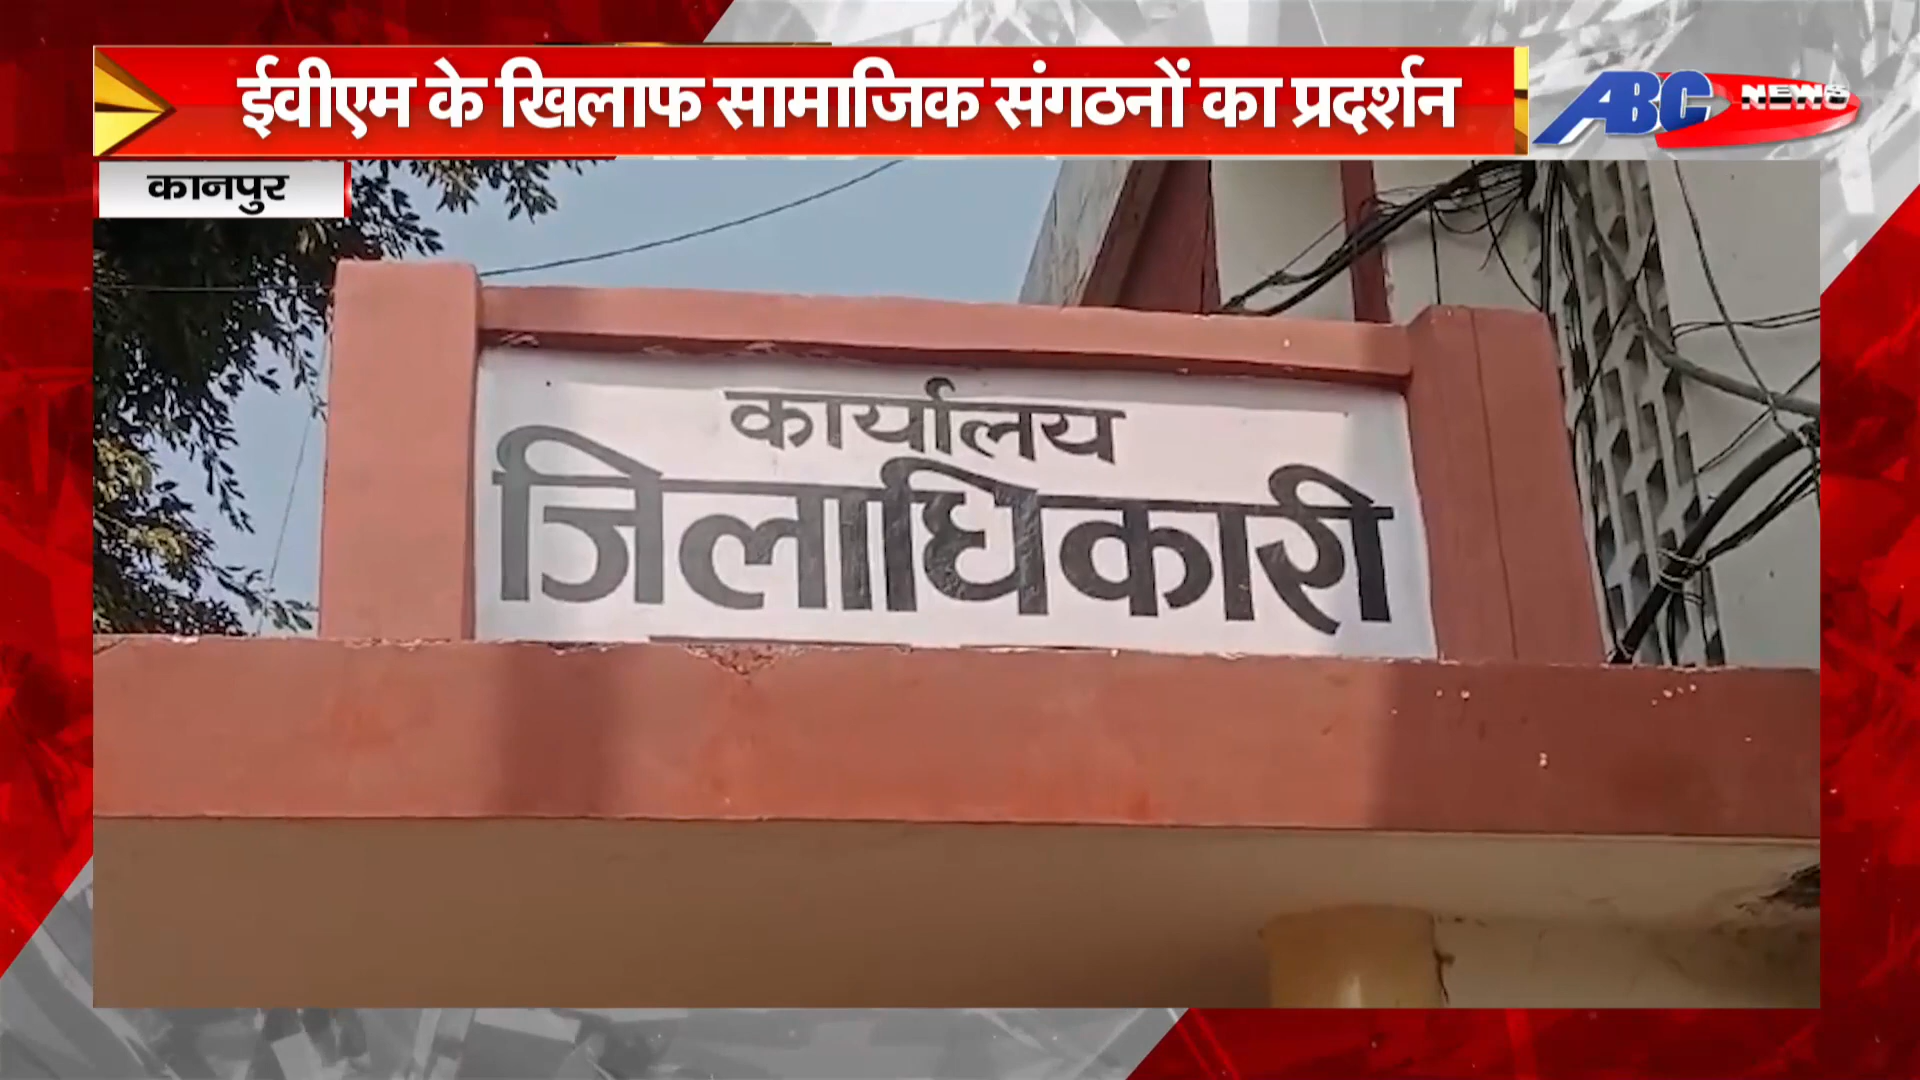 ईवीएम के खिलाफ सामाजिक संगठनों का प्रदर्शन
ABC NEWS
कानपुर
कार्यालय
जिलाधिकारी